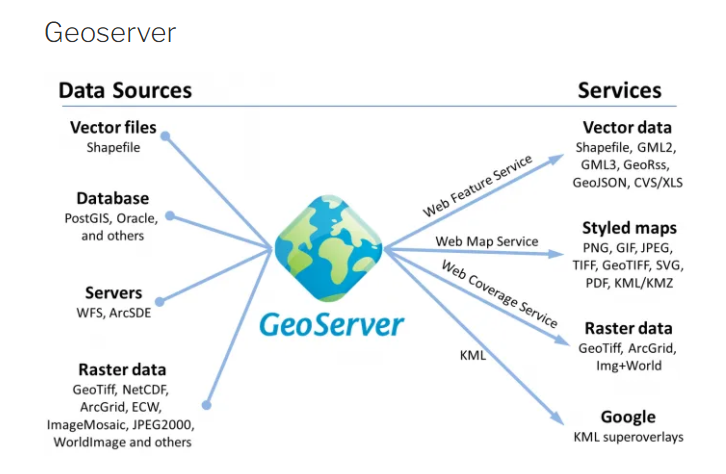 Geoserver
Data Sources
Services
Vector files
Shapefile
Database
PostGIS, Oracle,
and others
Servers
WFS, ArcSDE
Raster data
GeoTiff, NetCDF,
ArcGrid, ECW,
ImageMosaic, JPEG2000,
WorldImage and others
GeoServer
Web Feature Service
Web Map Service
Web Coverage Service
KML
Vector data
Shapefile, GML2,
GML3, GeoRss,
GeoJSON, CVS/XLS
Styled maps
PNG, GIF, JPEG,
TIFF, GeoTIFF, SVG,
PDF, KML/KMZ
Raster data
GeoTiff, ArcGrid,
Img+World
Google
KML superoverlays